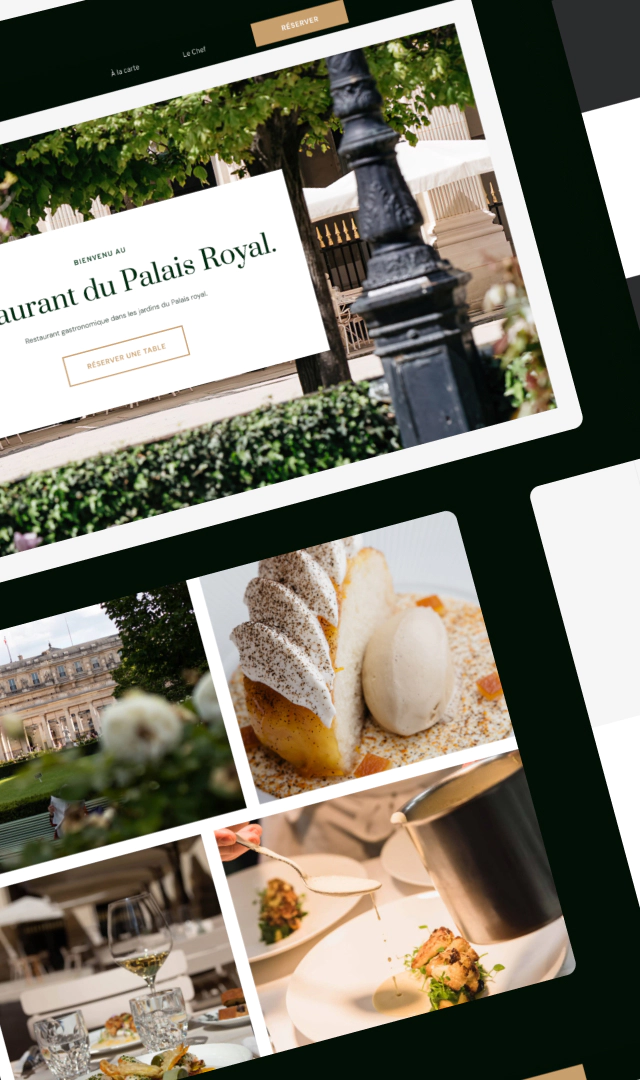 À la carte
Le Chef
RÉSERVER
BIENVENU AU
aurant du Palais Royal.
Restaurant gastronomique dans les jardins du Palais royal.
RÉSERVER UNE TABLE